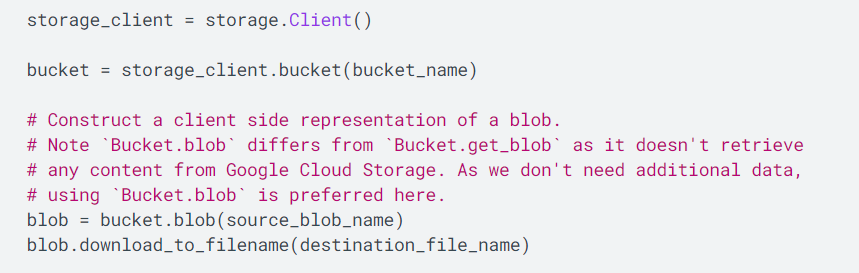 storage_client = storage.Client()
bucket = storage_client.bucket(bucket_name)
# Construct a client side representation of a blob.
# Note `Bucket.blob` differs from `Bucket.get_blob` as it doesn't retrieve
# any content from Google Cloud Storage. As we don't need additional data,
# using `Bucket.blob` is preferred here.
blob = bucket.blob(source_blob_name)
blob.download_to_filename(destination_file_name)